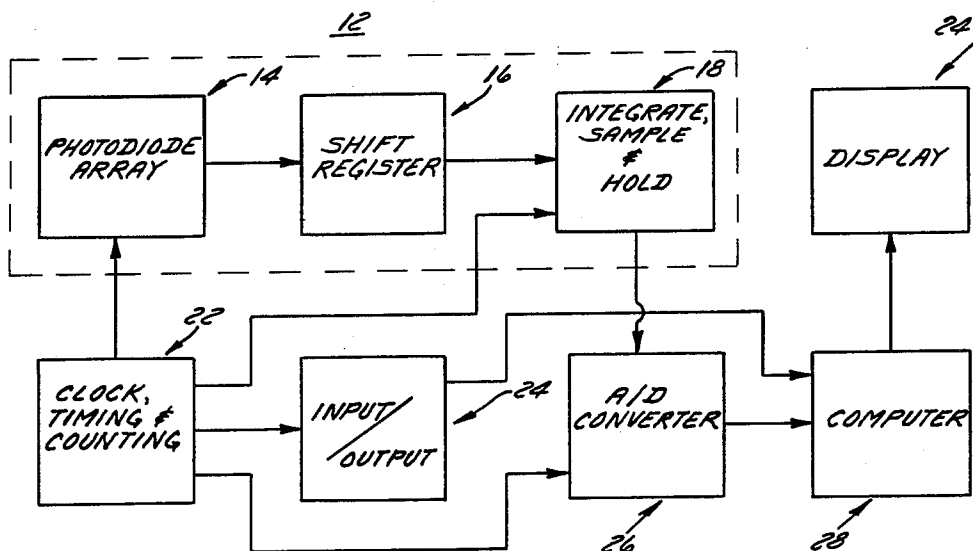 12
14
16
18
24
PHOTODIODE
ARRAY
SHIFT
REGISTER
INTEGRATE,
SAMPLE
&
HOLD
DISPLAY
22
CLOCK,
TIMING &
COUNTING
INPUT/
OUTPUT
24
A/D
CONVERTER
COMPUTER
26
28